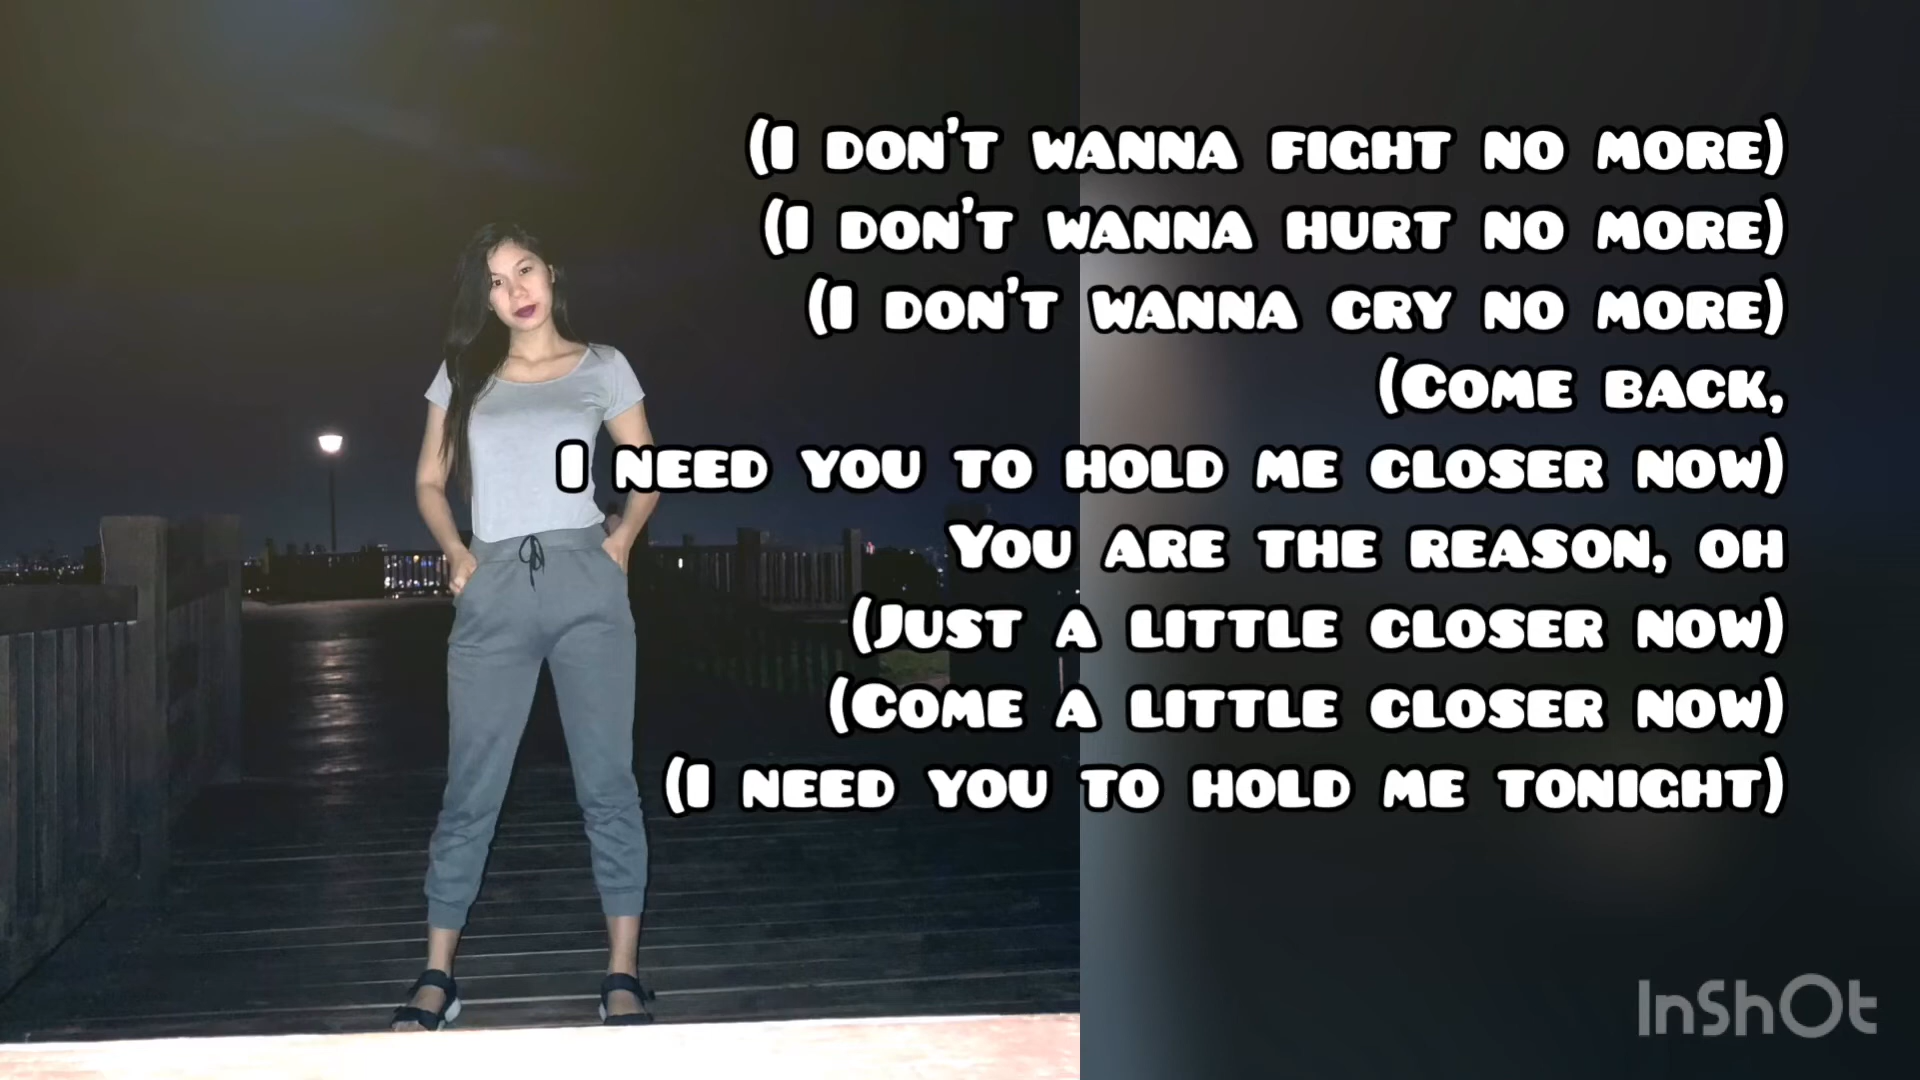 (I don't wanna fight no more)
(I don't wanna hurt no more)
(I don't wanna cry no more)
(Come back,
I need you to hold me closer now)
You are the reason, oh
(Just a little closer now)
(Come a little closer now)
(I need you to hold me tonight)
InShOt